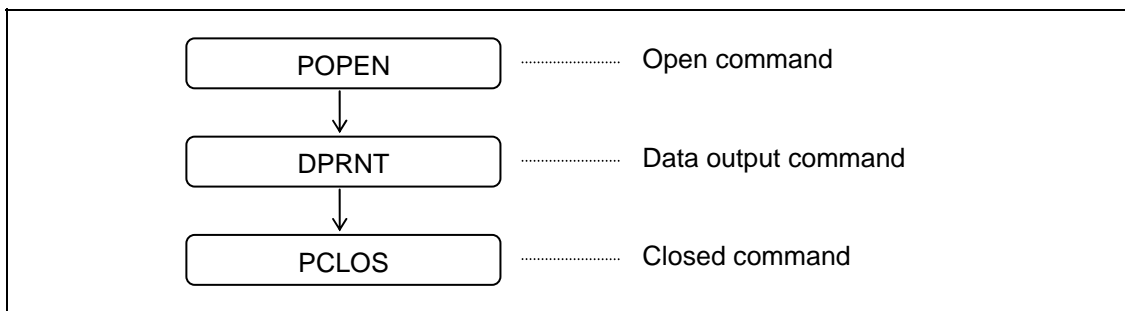 POPEN Open command
DPRNT Data output command
PCLOS Closed command